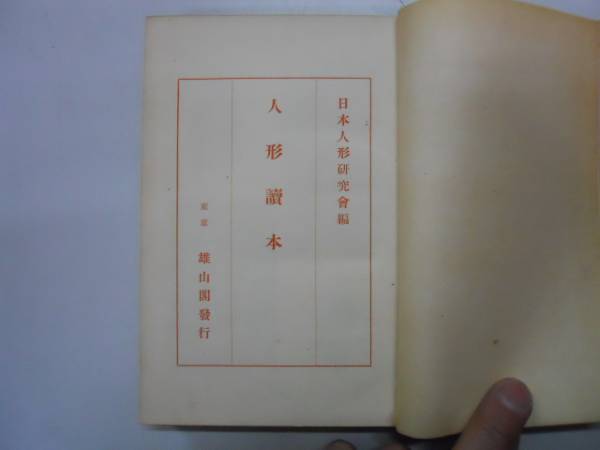 日本人形研究會編
人形讀本
東京
雄山閣發行